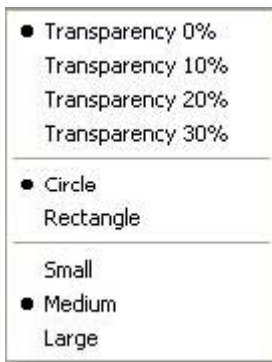 Transparency 0%
Transparency 10%
Transparency 20%
Transparency 30%
Circle
Rectangle
Small
Medium
Large